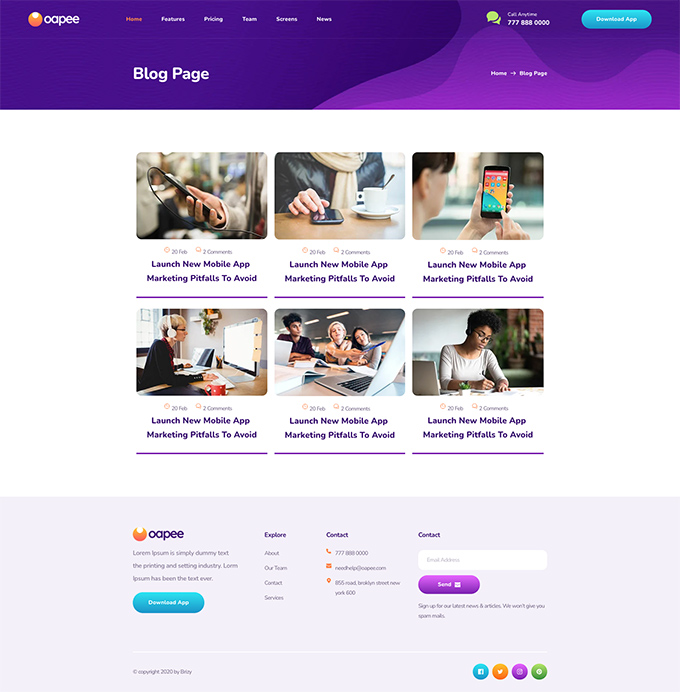 oapee
Home Features Pricing Team Screens News
Call Anytime
777 888 0000
Download App
Blog Page
Home → Blog Page
20 Feb 2 Comments
Launch New Mobile App
Marketing Pitfalls To Avoid
20 Feb 2 Comments
Launch New Mobile App
Marketing Pitfalls To Avoid
20 Feb 2 Comments
Launch New Mobile App
Marketing Pitfalls To Avoid
20 Feb 2 Comments
Launch New Mobile App
Marketing Pitfalls To Avoid
20 Feb 2 Comments
Launch New Mobile App
Marketing Pitfalls To Avoid
20 Feb 2 Comments
Launch New Mobile App
Marketing Pitfalls To Avoid
oapee
Lorem Ipsum is simply dummy text
the printing and setting industry. Lorm
Ipsum has been the text ever.
Download App
Explore
About
Our Team
Contact
Services
Contact
777 888 0000
needhelp@oapee.com
855 road, broklyn street new
york 600
Contact
Email Address
Send
Sign up for our latest news & articles. We won't give you
spam mails.
© copyright 2020 by Brizy